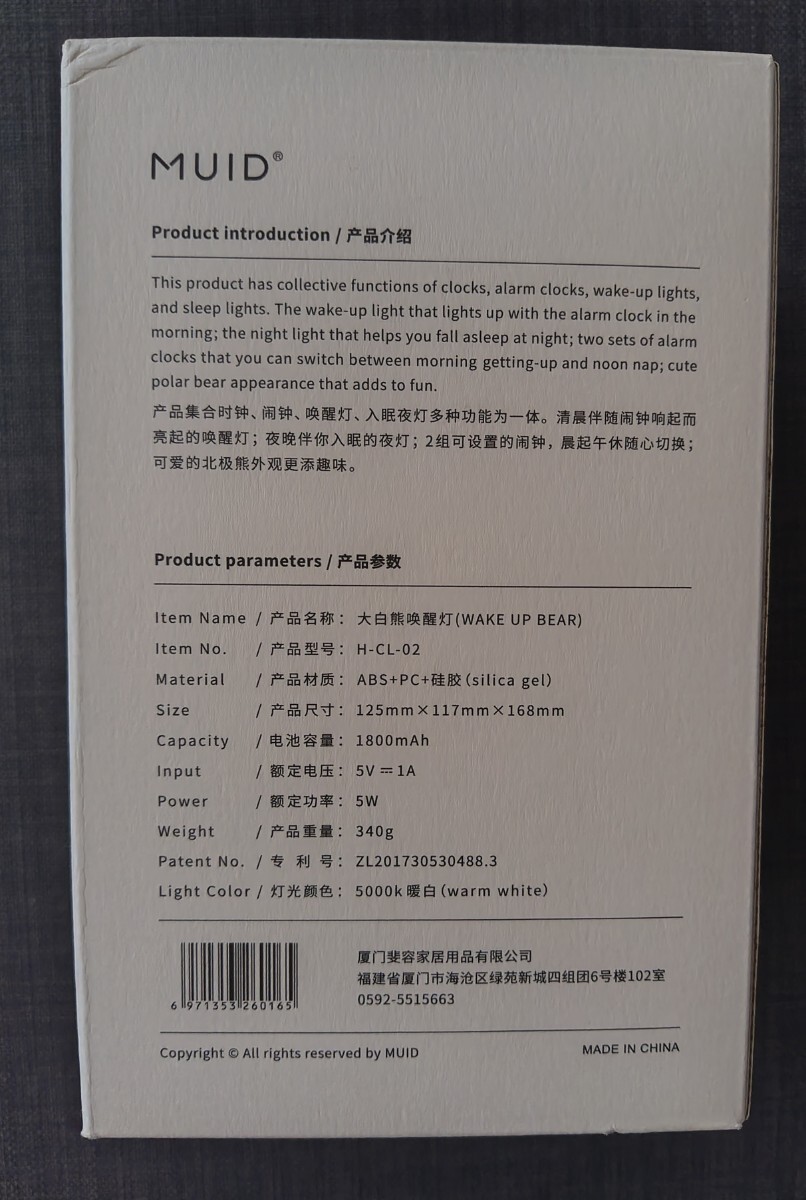 MUID®
Product introduction / 产品介绍
This product has collective functions of clocks, alarm clocks, wake-up lights,
and sleep lights. The wake-up light that lights up with the alarm clock in the
morning; the night light that helps you fall asleep at night; two sets of alarm
clocks that you can switch between morning getting-up and noon nap; cute
polar bear appearance that adds to fun.
产品集合时钟、闹钟、唤醒灯、入眠夜灯多种功能为一体。清晨伴随闹钟响起而
亮起的唤醒灯；夜晚伴你入眠的夜灯；2组可设置的闹钟，晨起午休随心切换；
可爱的北极熊外观更添趣味。
Product parameters / 产品参数
Item Name / 产品名称： 大白熊唤醒灯(WAKE UP BEAR)
Item No. / 产品型号： H-CL-02
Material / 产品材质： ABS+PC+硅胶(silica gel)
Size / 产品尺寸： 125mm×117mm×168mm
Capacity / 电池容量： 1800mAh
Input / 额定电压： 5V⎓1A
Power / 额定功率： 5W
Weight / 产品重量： 340g
Patent No. / 专 利 号： ZL201730530488.3
Light Color / 灯光颜色： 5000k暖白(warm white)
厦门斐容家居用品有限公司
福建省厦门市海沧区绿苑新城四组团6号楼102室
0592-5515663
6 971353 260165
Copyright © All rights reserved by MUID
MADE IN CHINA